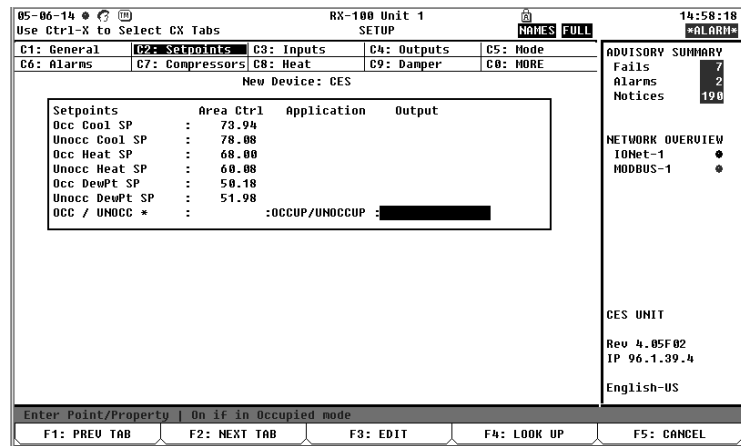 05-06-14 RX-100 Unit 1 14:58:18
Use Ctrl-X to Select CX Tabs SETUP NAMES FULL *ALARM*
C1: General C2: Setpoints C3: Inputs C4: Outputs C5: Mode
C6: Alarms C7: Compressors C8: Heat C9: Damper C0: MORE
New Device: CES
Setpoints Area Ctrl Application Output
Occ Cool SP : 73.94
Unocc Cool SP : 78.08
Occ Heat SP : 68.00
Unocc Heat SP : 60.08
Occ DewPt SP : 50.18
Unocc DewPt SP : 51.98
OCC / UNOCC * : :OCCUP/UNOCCUP :
ADVISORY SUMMARY
Fails 7
Alarms 2
Notices 190
NETWORK OVERVIEW
IONet-1
MODBUS-1
CES UNIT
Rev 4.05F02
IP 96.1.39.4
English-US
Enter Point/Property | On if in Occupied mode
F1: PREV TAB F2: NEXT TAB F3: EDIT F4: LOOK UP F5: CANCEL